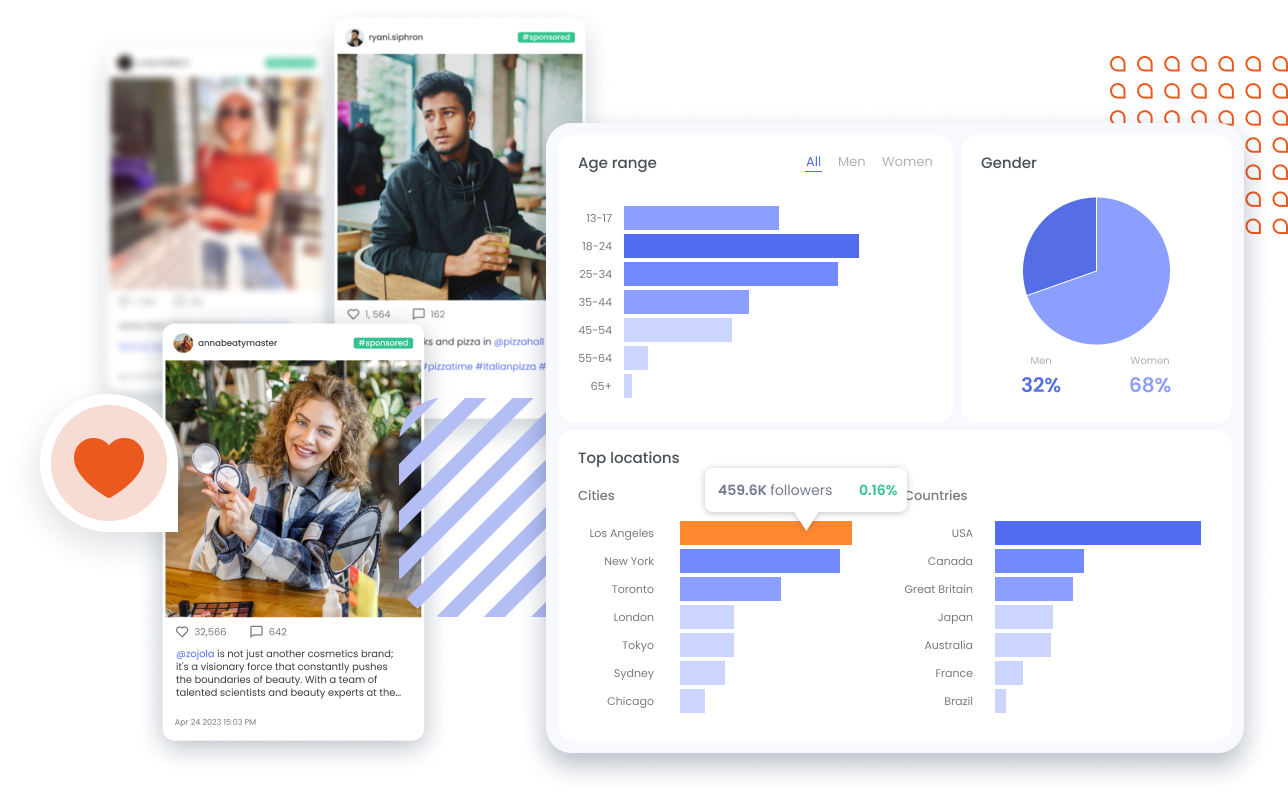 ryani.siphron
#sponsored
1, 564
162
ks and pizza in @pizzahall
#pizzatime #italianpizza #
annabeatymaster
#sponsored
32,566
642
@zojola is not just another cosmetics brand;
it's a visionary force that constantly pushes
the boundaries of beauty. With a team of
talented scientists and beauty experts at the...
Apr 24 2023 15:03 PM
Age range
All
Men
Women
13-17
18-24
25-34
35-44
45-54
55-64
65+
Gender
Men
Women
32%
68%
Top locations
Cities
459.6K followers
0.16%
Los Angeles
New York
Toronto
London
Tokyo
Sydney
Chicago
Countries
USA
Canada
Great Britain
Japan
Australia
France
Brazil